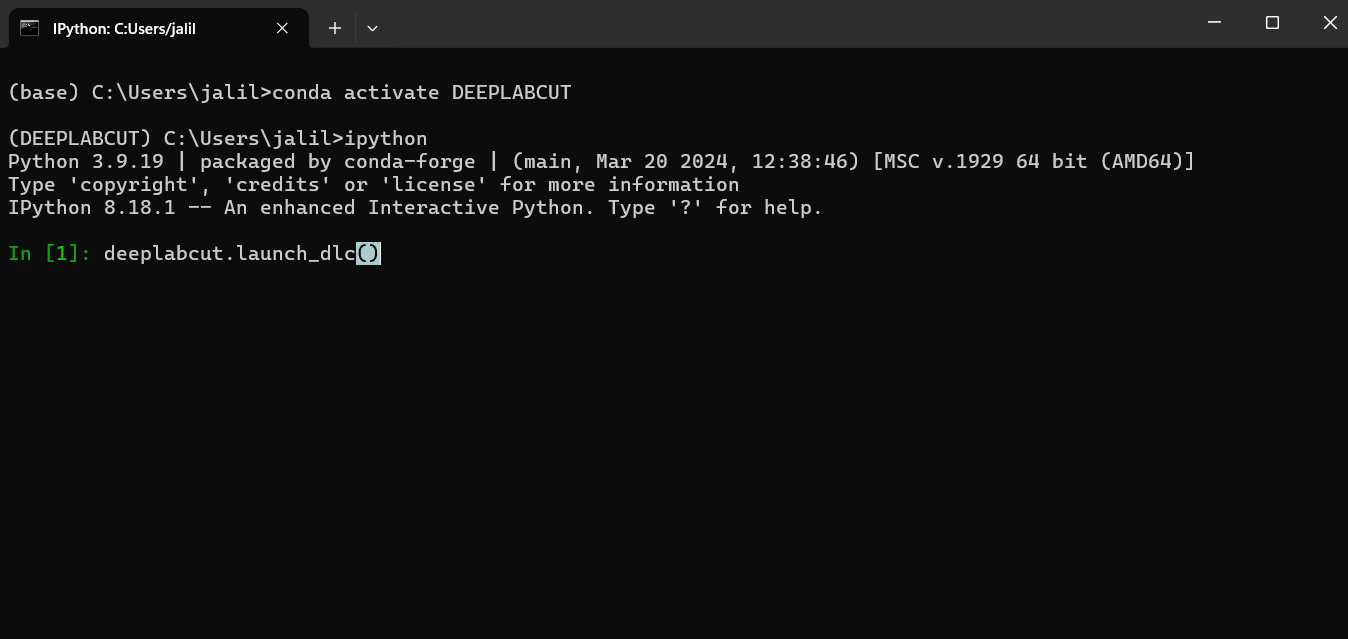 IPython: C:Users/jalil
(base) C:\Users\jalil>conda activate DEEPLABCUT
(DEEPLABCUT) C:\Users\jalil>ipython
Python 3.9.19 | packaged by conda-forge | (main, Mar 20 2024, 12:38:46) [MSC v.1929 64 bit (AMD64)]
Type 'copyright', 'credits' or 'license' for more information
IPython 8.18.1 -- An enhanced Interactive Python. Type '?' for help.
In [1]: deeplabcut.launch_dlc()